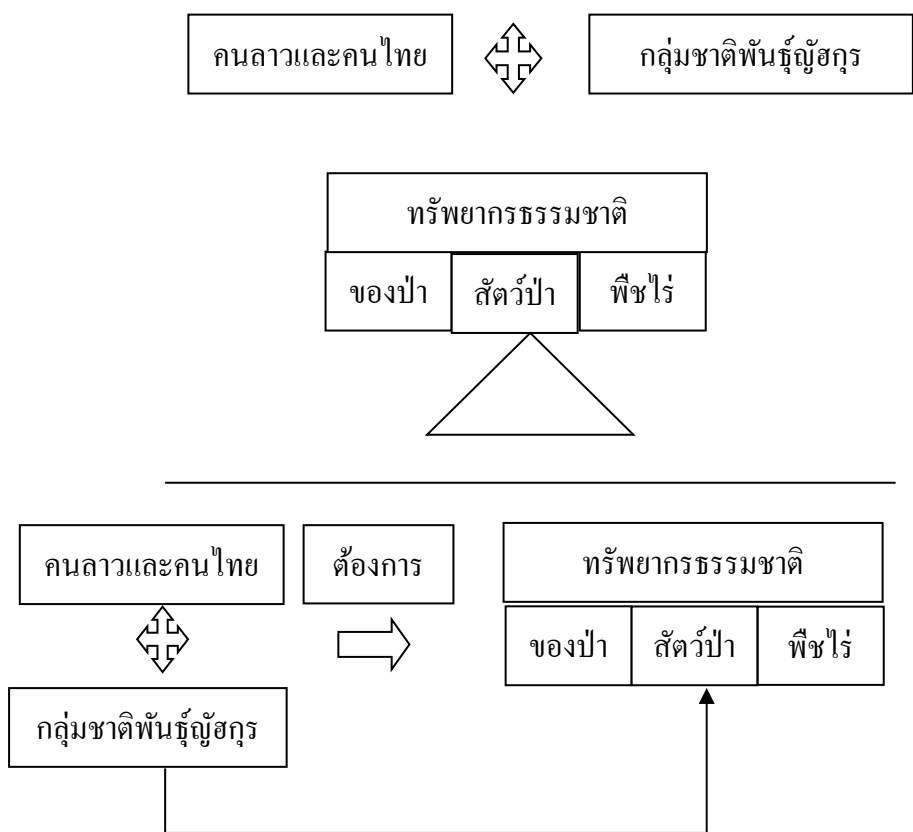 คนลาวและคนไทย
กลุ่มชาติพันธุ์ญัฮกุร
ทรัพยากรธรรมชาติ
ของป่า สัตว์ป่า พืชไร่
คนลาวและคนไทย
ต้องการ
ทรัพยากรธรรมชาติ
ของป่า สัตว์ป่า พืชไร่
กลุ่มชาติพันธุ์ญัฮกุร